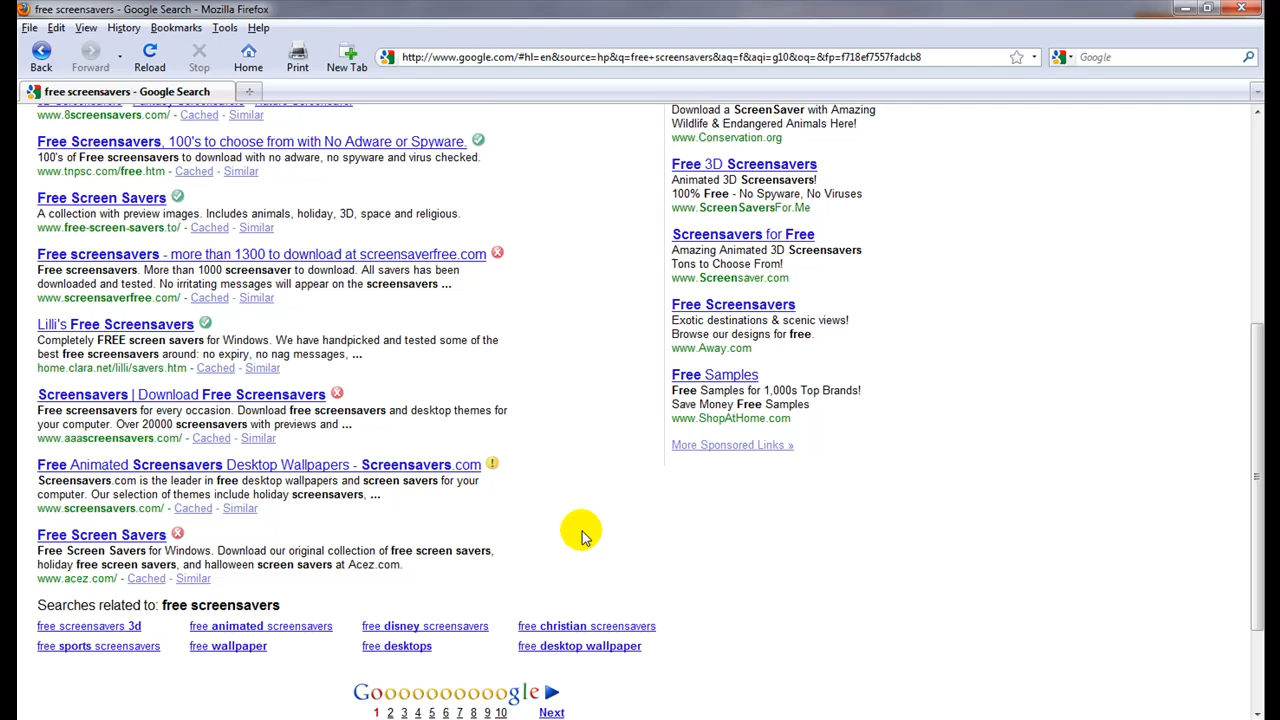 free screensavers - Google Search - Mozilla Firefox
File Edit View History Bookmarks Tools Help
Back Forward Reload Stop Home Print New Tab
http://www.google.com/#hl=en&source=hp&q=free+screensavers&aq=f&aqi=g10&oq=&fp=f718ef7557fadcb8
Google
free screensavers - Google Search
www.8screensavers.com/ - Cached - Similar
Free Screensavers, 100's to choose from with No Adware or Spyware.
100's of Free screensavers to download with no adware, no spyware and virus checked.
www.tnpsc.com/free.htm - Cached - Similar
Free Screen Savers
A collection with preview images. Includes animals, holiday, 3D, space and religious.
www.free-screen-savers.to/ - Cached - Similar
Free screensavers - more than 1300 to download at screensaverfree.com
Free screensavers. More than 1000 screensaver to download. All savers has been
downloaded and tested. No irritating messages will appear on the screensavers ...
www.screensaverfree.com/ - Cached - Similar
Lilli's Free Screensavers
Completely FREE screen savers for Windows. We have handpicked and tested some of the
best free screensavers around: no expiry, no nag messages, ...
home.clara.net/lilli/savers.htm - Cached - Similar
Screensavers | Download Free Screensavers
Free screensavers for every occasion. Download free screensavers and desktop themes for
your computer. Over 20000 screensavers with previews and ...
www.aaascreensavers.com/ - Cached - Similar
Free Animated Screensavers Desktop Wallpapers - Screensavers.com
Screensavers.com is the leader in free desktop wallpapers and screen savers for your
computer. Our selection of themes include holiday screensavers, ...
www.screensavers.com/ - Cached - Similar
Free Screen Savers
Free Screen Savers for Windows. Download our original collection of free screen savers,
holiday free screen savers, and halloween screen savers at Acez.com.
www.acez.com/ - Cached - Similar
Download a ScreenSaver with Amazing
Wildlife & Endangered Animals Here!
www.Conservation.org
Free 3D Screensavers
Animated 3D Screensavers!
100% Free - No Spyware, No Viruses
www.ScreenSaversFor.Me
Screensavers for Free
Amazing Animated 3D Screensavers
Tons to Choose From!
www.Screensaver.com
Free Screensavers
Exotic destinations & scenic views!
Browse our designs for free.
www.Away.com
Free Samples
Free Samples for 1,000s Top Brands!
Save Money Free Samples
www.ShopAtHome.com
More Sponsored Links »
Searches related to: free screensavers
free screensavers 3d free animated screensavers free disney screensavers free christian screensavers
free sports screensavers free wallpaper free desktops free desktop wallpaper
Goooooooooogle
1 2 3 4 5 6 7 8 9 10 Next